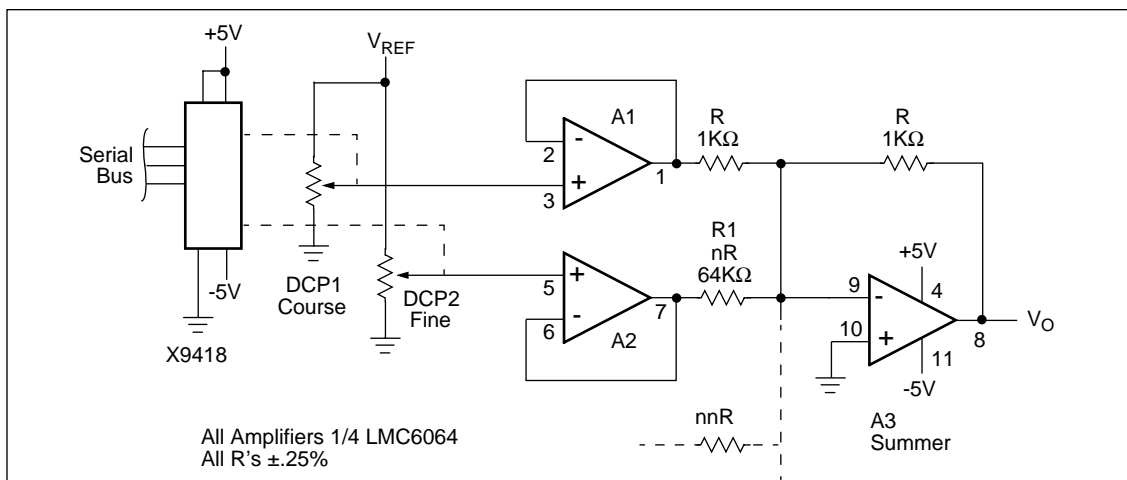 +5V
Serial
Bus
-5V
X9418
V_REF
DCP1
Course
DCP2
Fine
A1
2
-
+
3
1
R
1KΩ
R
1KΩ
R1
nR
64KΩ
5
+
6
-
7
A2
+5V
9
-
4
10
+
11
8
V_O
-5V
A3
Summer
nnR
All Amplifiers 1/4 LMC6064
All R's ±.25%